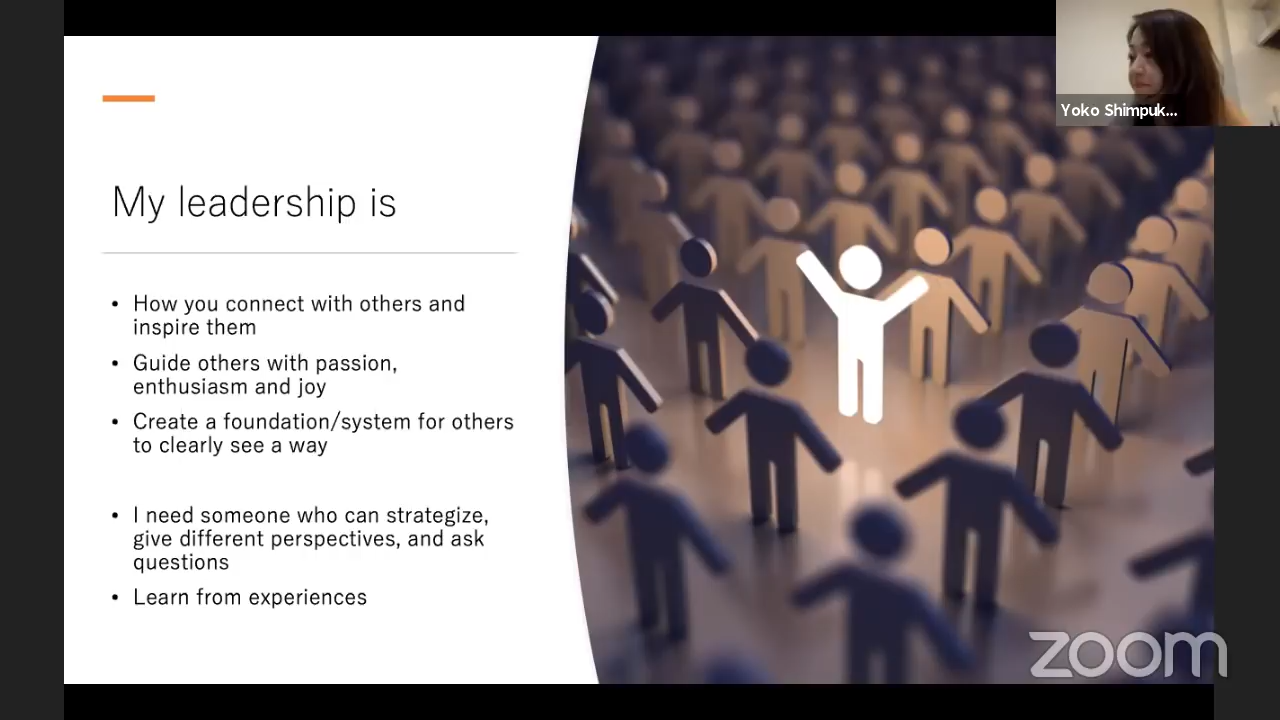 Yoko Shimpuk...
My leadership is
• How you connect with others and
inspire them
• Guide others with passion,
enthusiasm and joy
• Create a foundation/system for others
to clearly see a way
• I need someone who can strategize,
give different perspectives, and ask
questions
• Learn from experiences
zoom